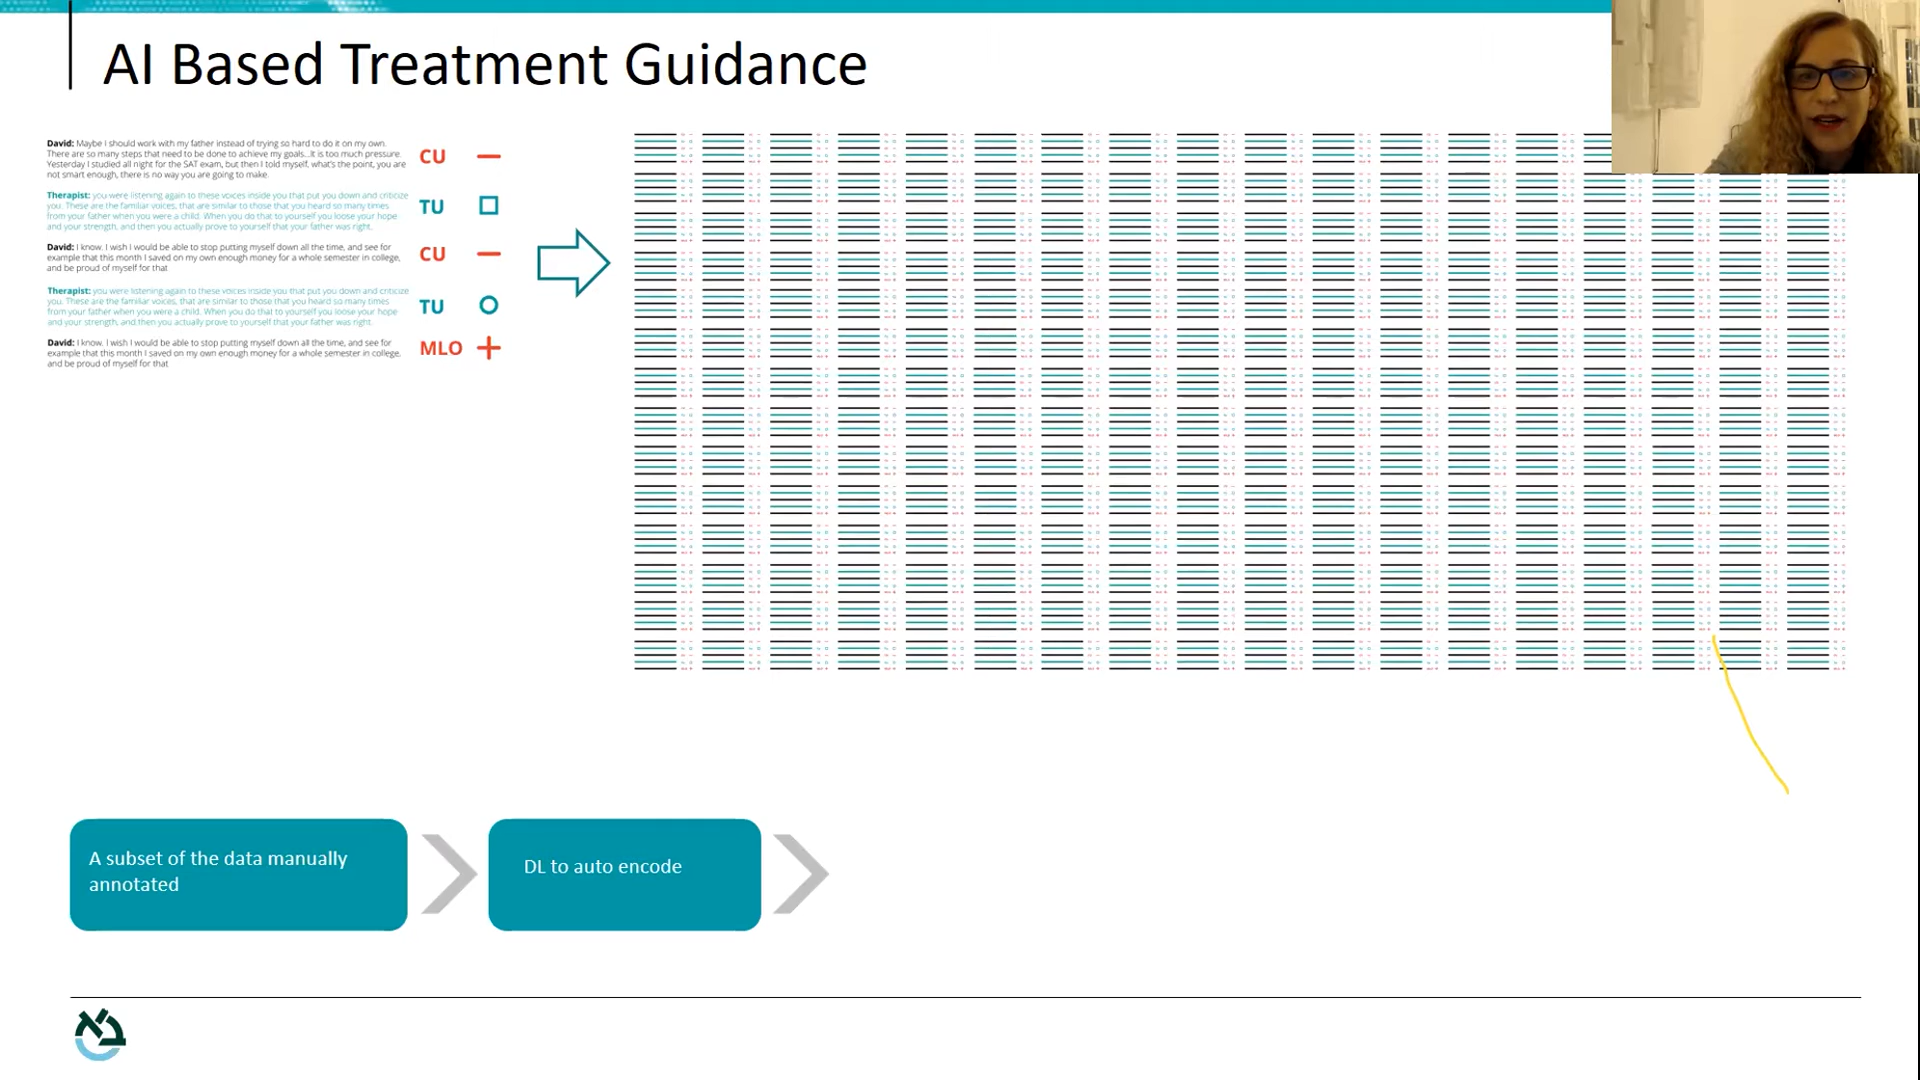 AI Based Treatment Guidance
David: Maybe I should work with my father instead of trying so hard to do it on my own.
There are so many steps that need to be done to achieve my goals...it is too much pressure.
Yesterday I studied all night for the SAT exam, but then I told myself. what's the point, you are
not smart enough, there is no way you are going to make.
CU
Therapist: you were listening again to these voices inside you that put you down and criticize
you. These are the familiar voices, that are similar to those that you heard so many times
from your father when you were a child. When you do that to yourself you loose your hope
and your strength, and then you actually prove to yourself that your father was right.
TU
David: I know. I wish I would be able to stop putting myself down all the time, and see for
example that this month I saved on my own enough money for a whole semester in college,
and be proud of myself for that
CU
Therapist: you were listening again to these voices inside you that put you down and criticize
you. These are the familiar voices, that are similar to those that you heard so many times
from your father when you were a child. When you do that to yourself you loose your hope
and your strength, and then you actually prove to yourself that your father was right.
TU
David: I know. I wish I would be able to stop putting myself down all the time, and see for
example that this month I saved on my own enough money for a whole semester in college,
and be proud of myself for that
MLO
A subset of the data manually
annotated
DL to auto encode